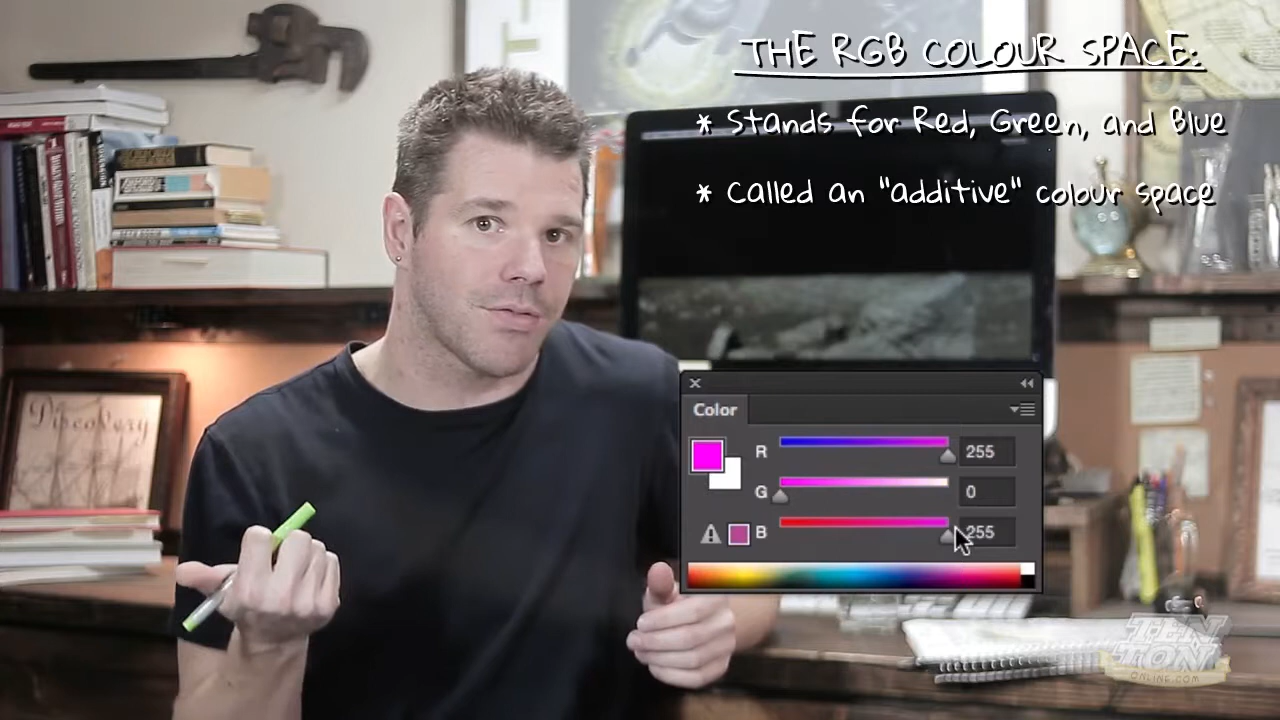 THE RGB COLOUR SPACE:
* Stands for Red, Green, and Blue
* Called an "additive" colour space
Discovery
Color
R 255
G 0
B 255
TEN
TON
ONLINE.COM